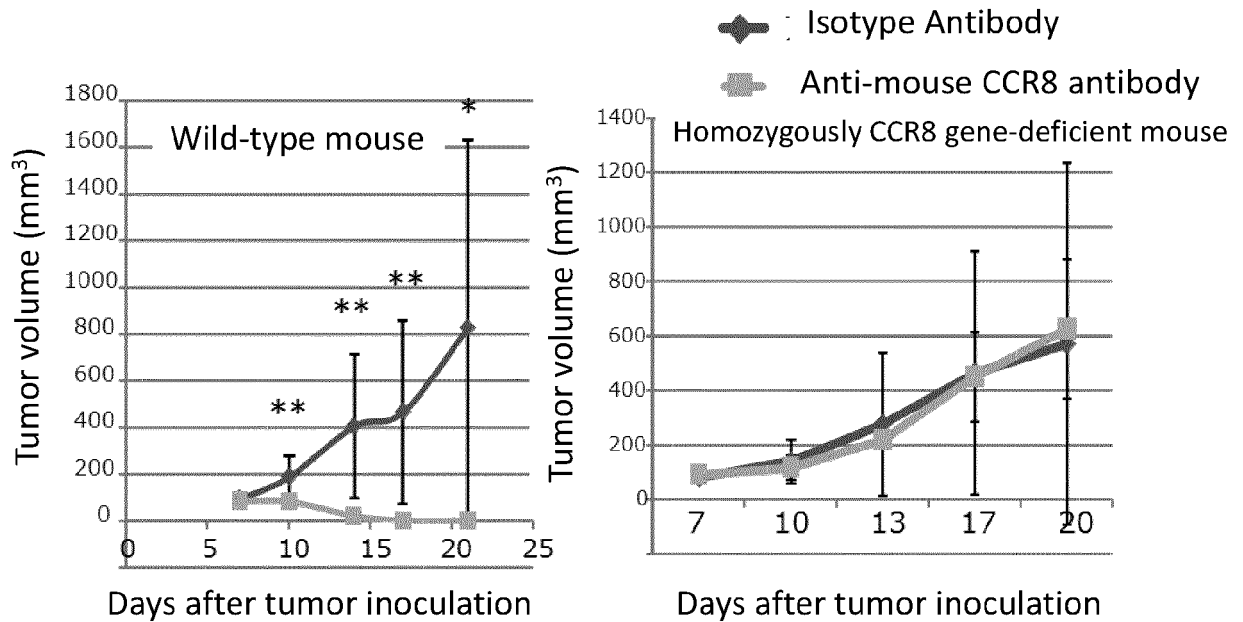 Isotype Antibody
Anti-mouse CCR8 antibody
Wild-type mouse
Tumor volume (mm³)
1800
1600
1400
1200
1000
800
600
400
200
0
**
**
**
*
0 5 10 15 20 25
Days after tumor inoculation
Homozygously CCR8 gene-deficient mouse
Tumor volume (mm³)
1400
1200
1000
800
600
400
200
0
7 10 13 17 20
Days after tumor inoculation